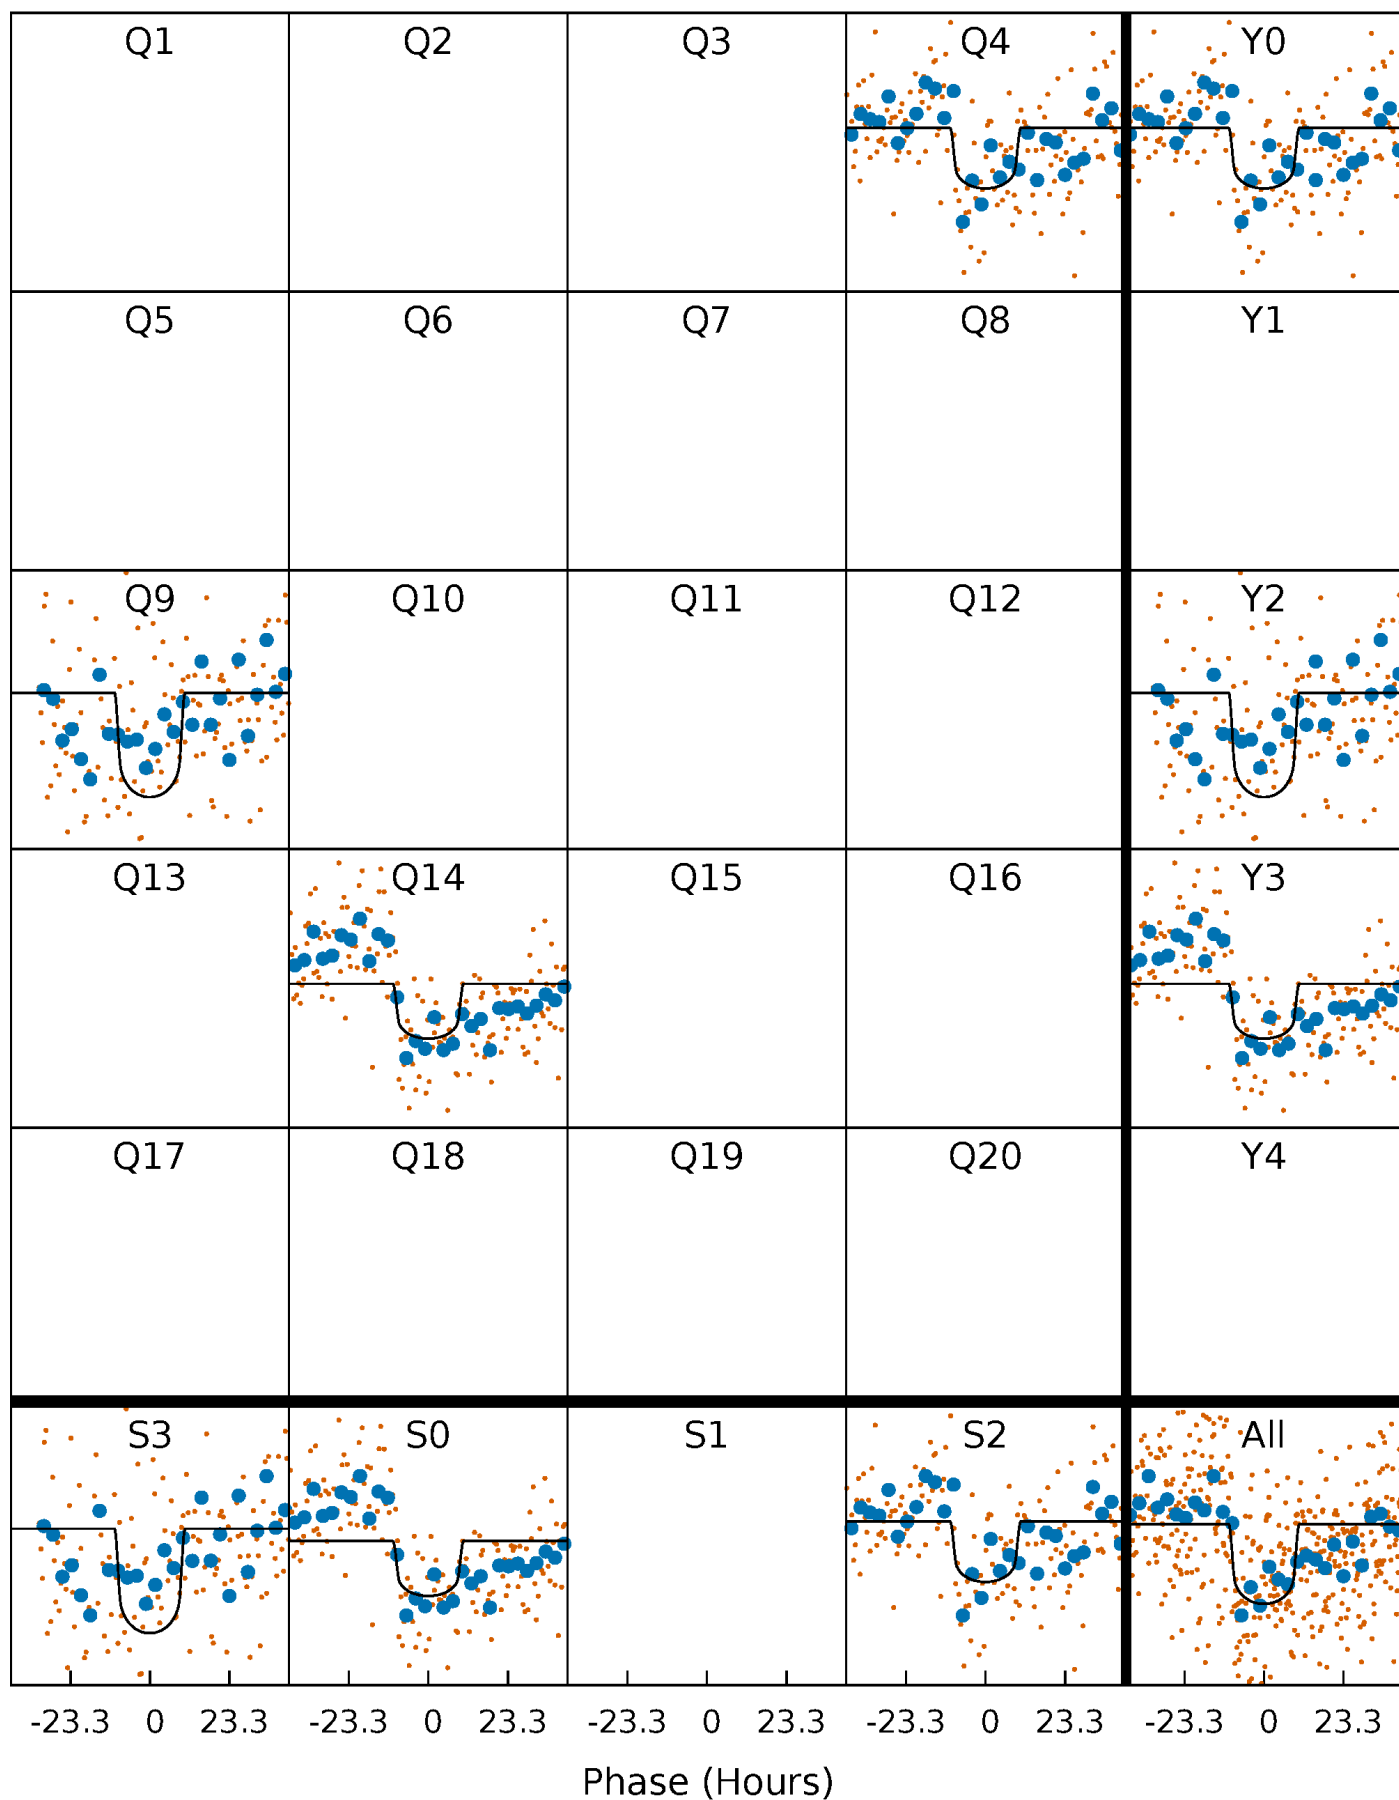 Q1 Q2 Q3 Q4 Y0
Q5 Q6 Q7 Q8 Y1
Q9 Q10 Q11 Q12 Y2
Q13 Q14 Q15 Q16 Y3
Q17 Q18 Q19 Q20 Y4
S3 S0 S1 S2 All
-23.3 0 23.3 -23.3 0 23.3 -23.3 0 23.3 -23.3 0 23.3 -23.3 0 23.3
Phase (Hours)